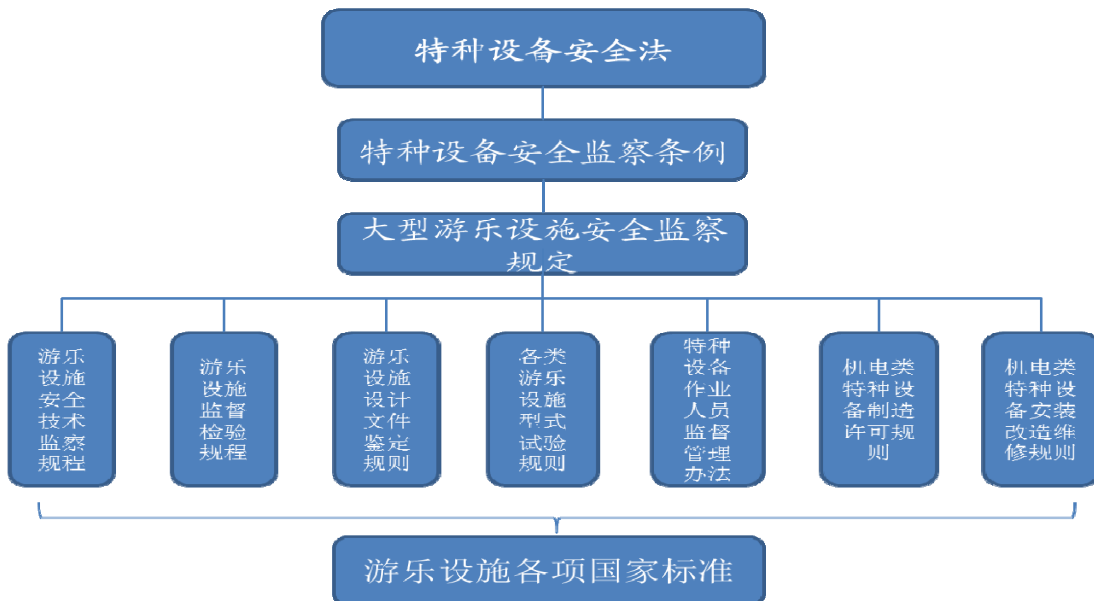 特种设备安全法
特种设备安全监察条例
大型游乐设施安全监察
规定
游乐
设施
安全
技术
监察
规程
游乐
设施
监督
检验
规程
游乐
设施
设计
文件
鉴定
规则
各类
游乐
设施
型式
试验
规则
特种
设备
作业
人员
监督
管理
办法
机电类
特种设
备制造
许可规
则
机电类
特种设
备安装
改造维
修规则
游乐设施各项国家标准